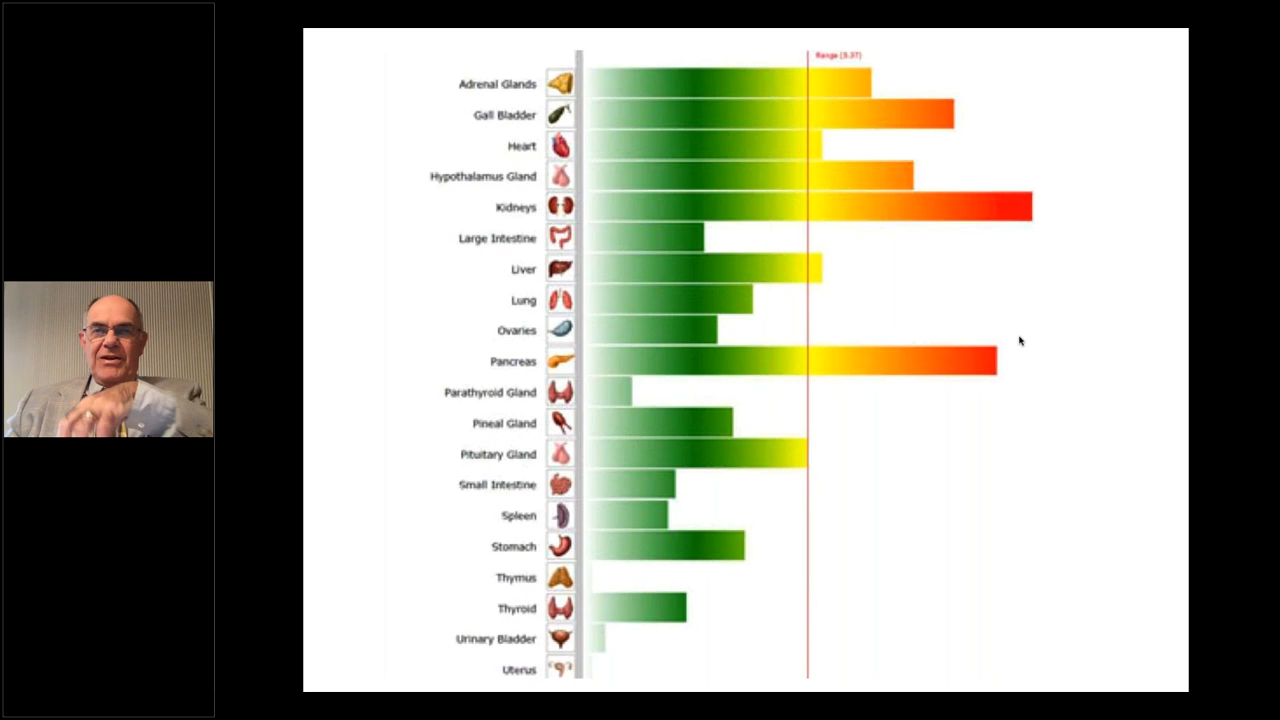 Range (5.37)
Adrenal Glands
Gall Bladder
Heart
Hypothalamus Gland
Kidneys
Large Intestine
Liver
Lung
Ovaries
Pancreas
Parathyroid Gland
Pineal Gland
Pituitary Gland
Small Intestine
Spleen
Stomach
Thymus
Thyroid
Urinary Bladder
Uterus